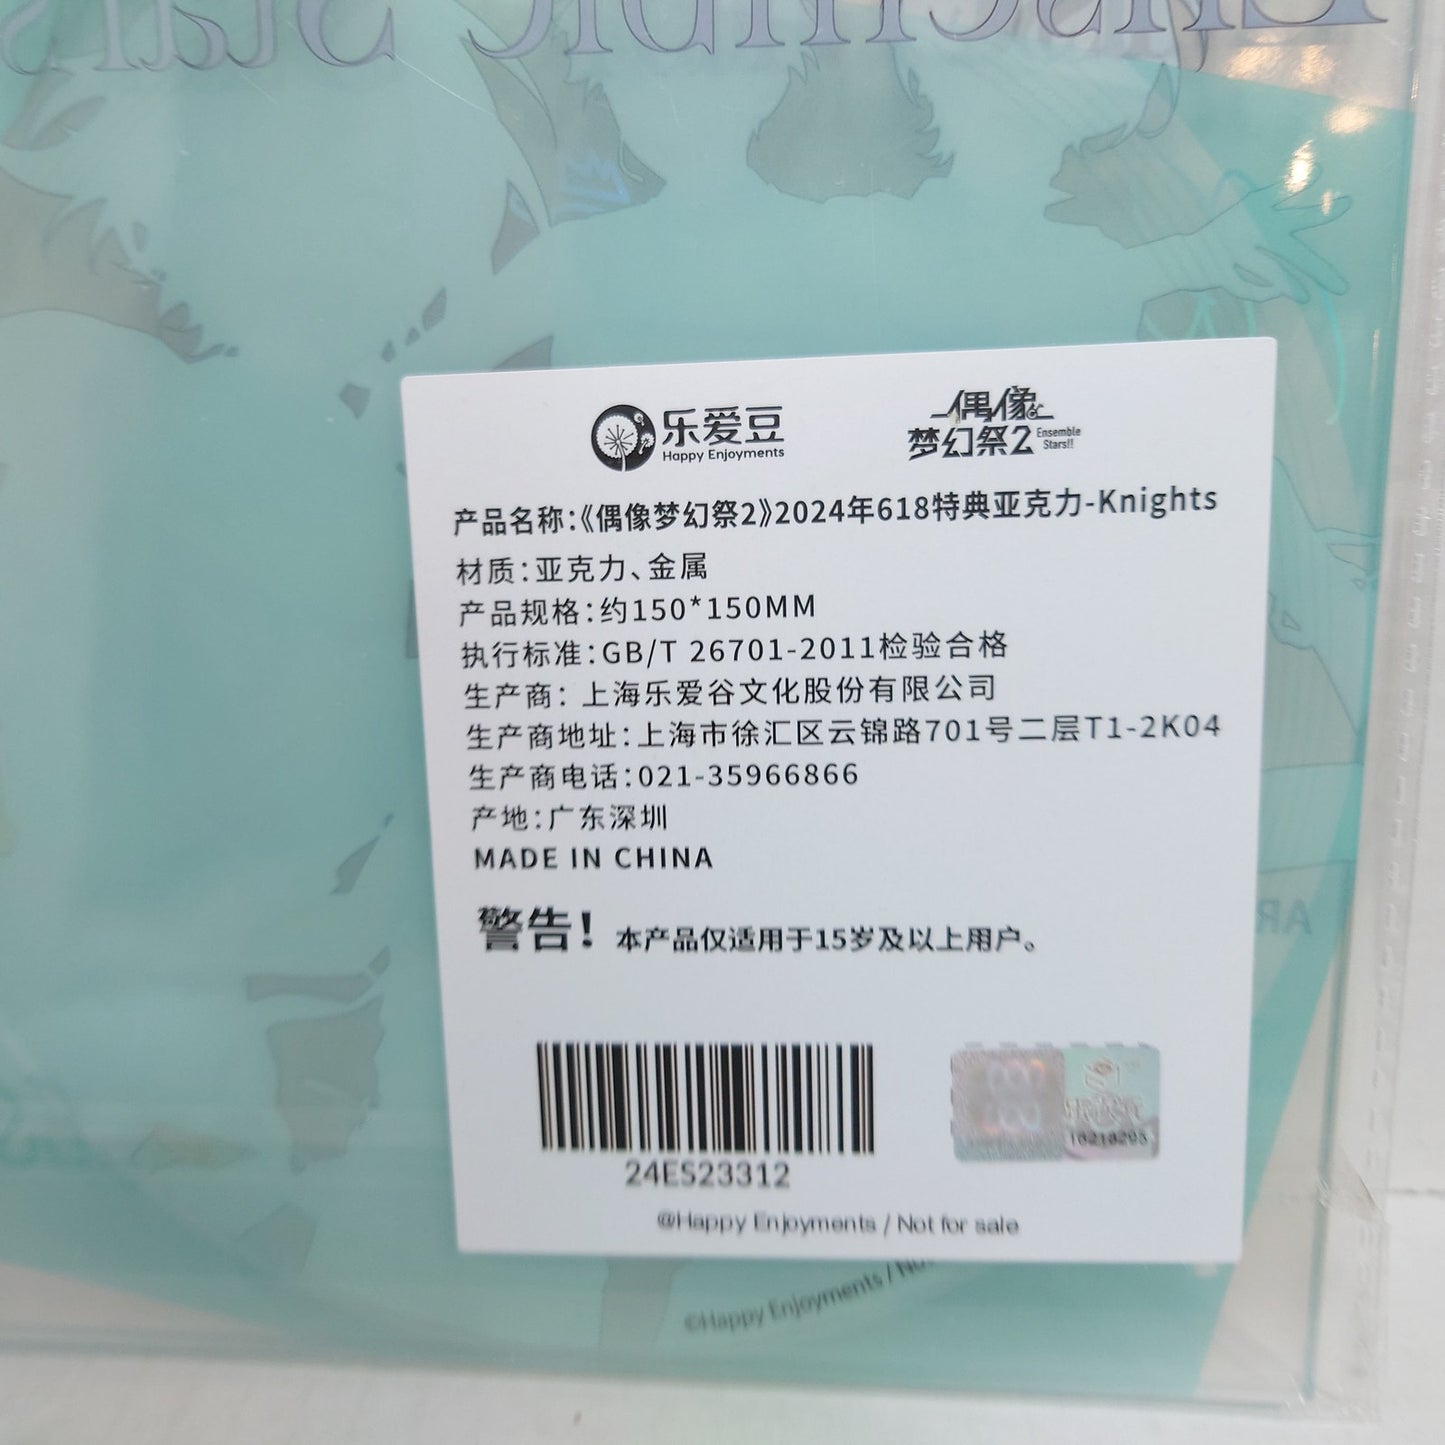 Ensemble Stars
乐爱豆
Happy Enjoyments
偶像
梦幻祭2
Ensemble
Stars!!
产品名称:《偶像梦幻祭2》2024年618特典亚克力-Knights
材质:亚克力、金属
产品规格:约150*150MM
执行标准:GB/T 26701-2011检验合格
生产商: 上海乐爱谷文化股份有限公司
生产商地址:上海市徐汇区云锦路701号二层T1-2K04
生产商电话:021-35966866
产地:广东深圳
MADE IN CHINA
警告! 本产品仅适用于15岁及以上用户。
24ES23312
16218295
@Happy Enjoyments / Not for sale
©Happy Enjoyments / Not